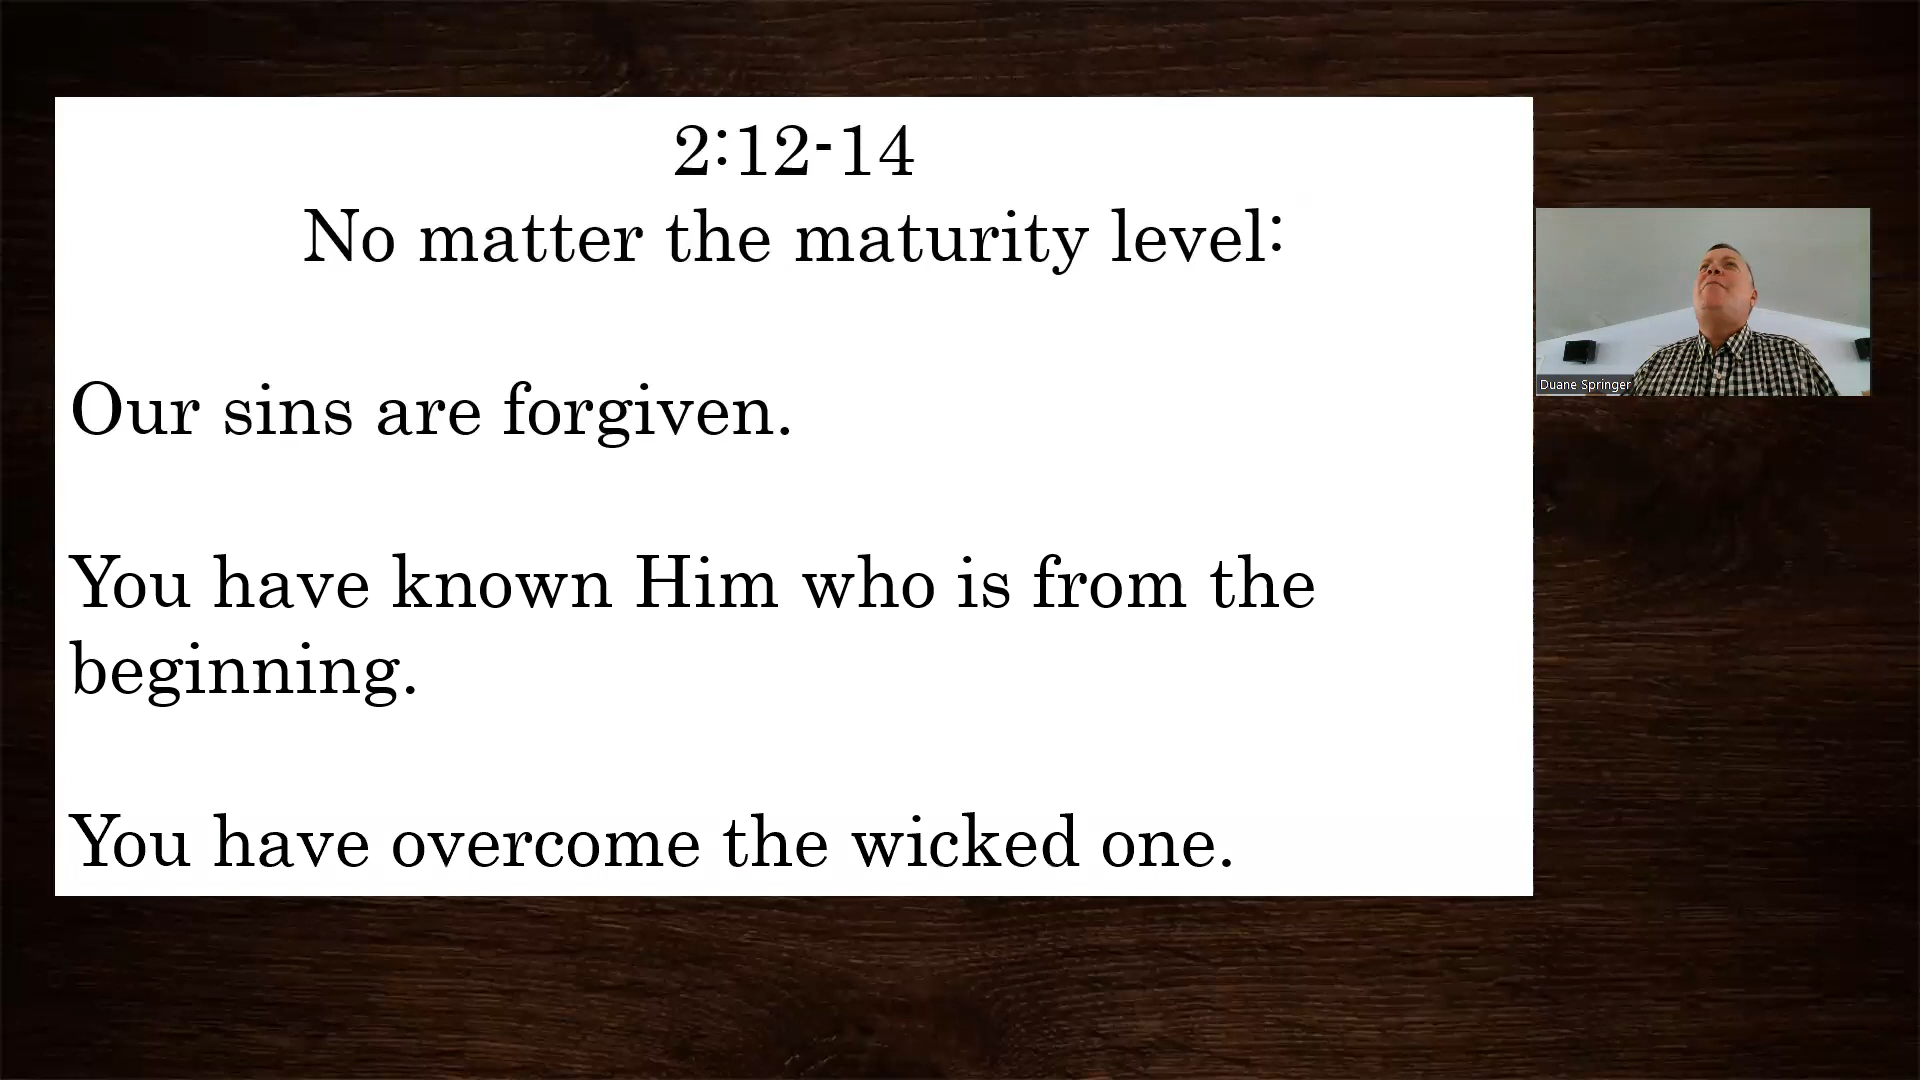 2:12-14
No matter the maturity level:
Our sins are forgiven.
You have known Him who is from the
beginning.
You have overcome the wicked one.
Duane Springer